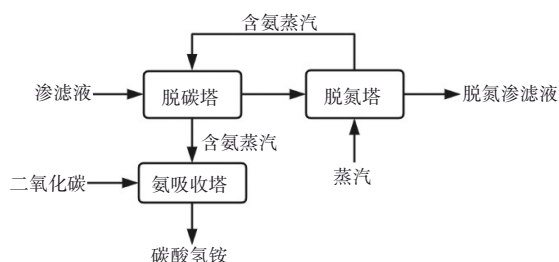 含氨蒸汽
渗滤液
脱碳塔
脱氮塔
脱氮渗滤液
含氨蒸汽
蒸汽
二氧化碳
氨吸收塔
碳酸氢铵